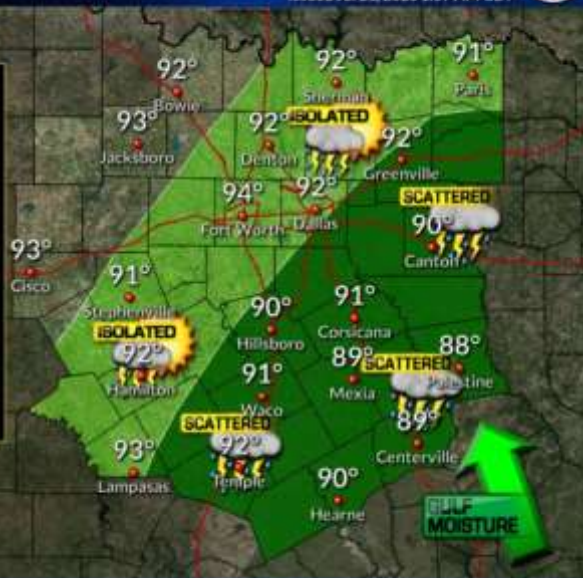 92°
Bowie
92°
Sherman
91°
Paris
93°
Jacksboro
92°
Denton
ISOLATED
92°
Greenville
94°
Fort Worth
92°
Dallas
SCATTERED
90°
Canton
93°
Cisco
91°
Stephenville
90°
Hillsboro
91°
Corsicana
ISOLATED
92°
Hamilton
91°
Waco
89°
Mexia
SCATTERED
88°
Palestine
SCATTERED
92°
Temple
89°
Centerville
93°
Lampasas
90°
Hearne
GULF
MOISTURE